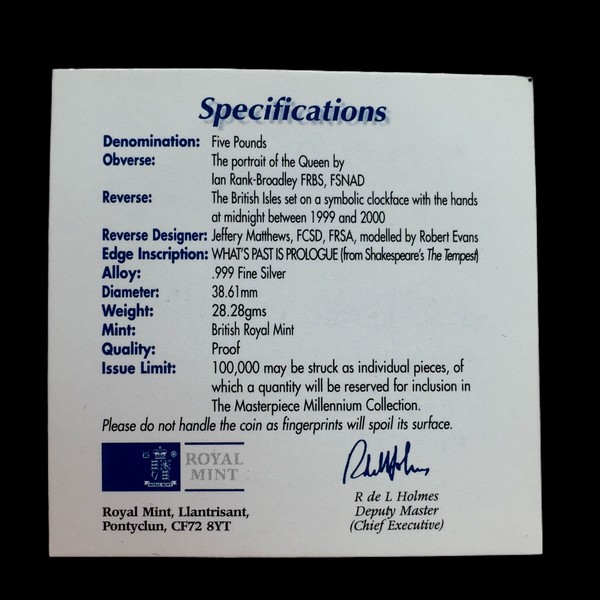 Specifications
Denomination: Five Pounds
Obverse: The portrait of the Queen by
Ian Rank-Broadley FRBS, FSNAD
Reverse: The British Isles set on a symbolic clockface with the hands
at midnight between 1999 and 2000
Reverse Designer: Jeffery Matthews, FCSD, FRSA, modelled by Robert Evans
Edge Inscription: WHAT'S PAST IS PROLOGUE (from Shakespeare's The Tempest)
Alloy: .999 Fine Silver
Diameter: 38.61mm
Weight: 28.28gms
Mint: British Royal Mint
Quality: Proof
Issue Limit: 100,000 may be struck as individual pieces, of
which a quantity will be reserved for inclusion in
The Masterpiece Millennium Collection.
Please do not handle the coin as fingerprints will spoil its surface.
ROYAL
MINT
Royal Mint, Llantrisant,
Pontyclun, CF72 8YT
R de L Holmes
R de L Holmes
Deputy Master
(Chief Executive)